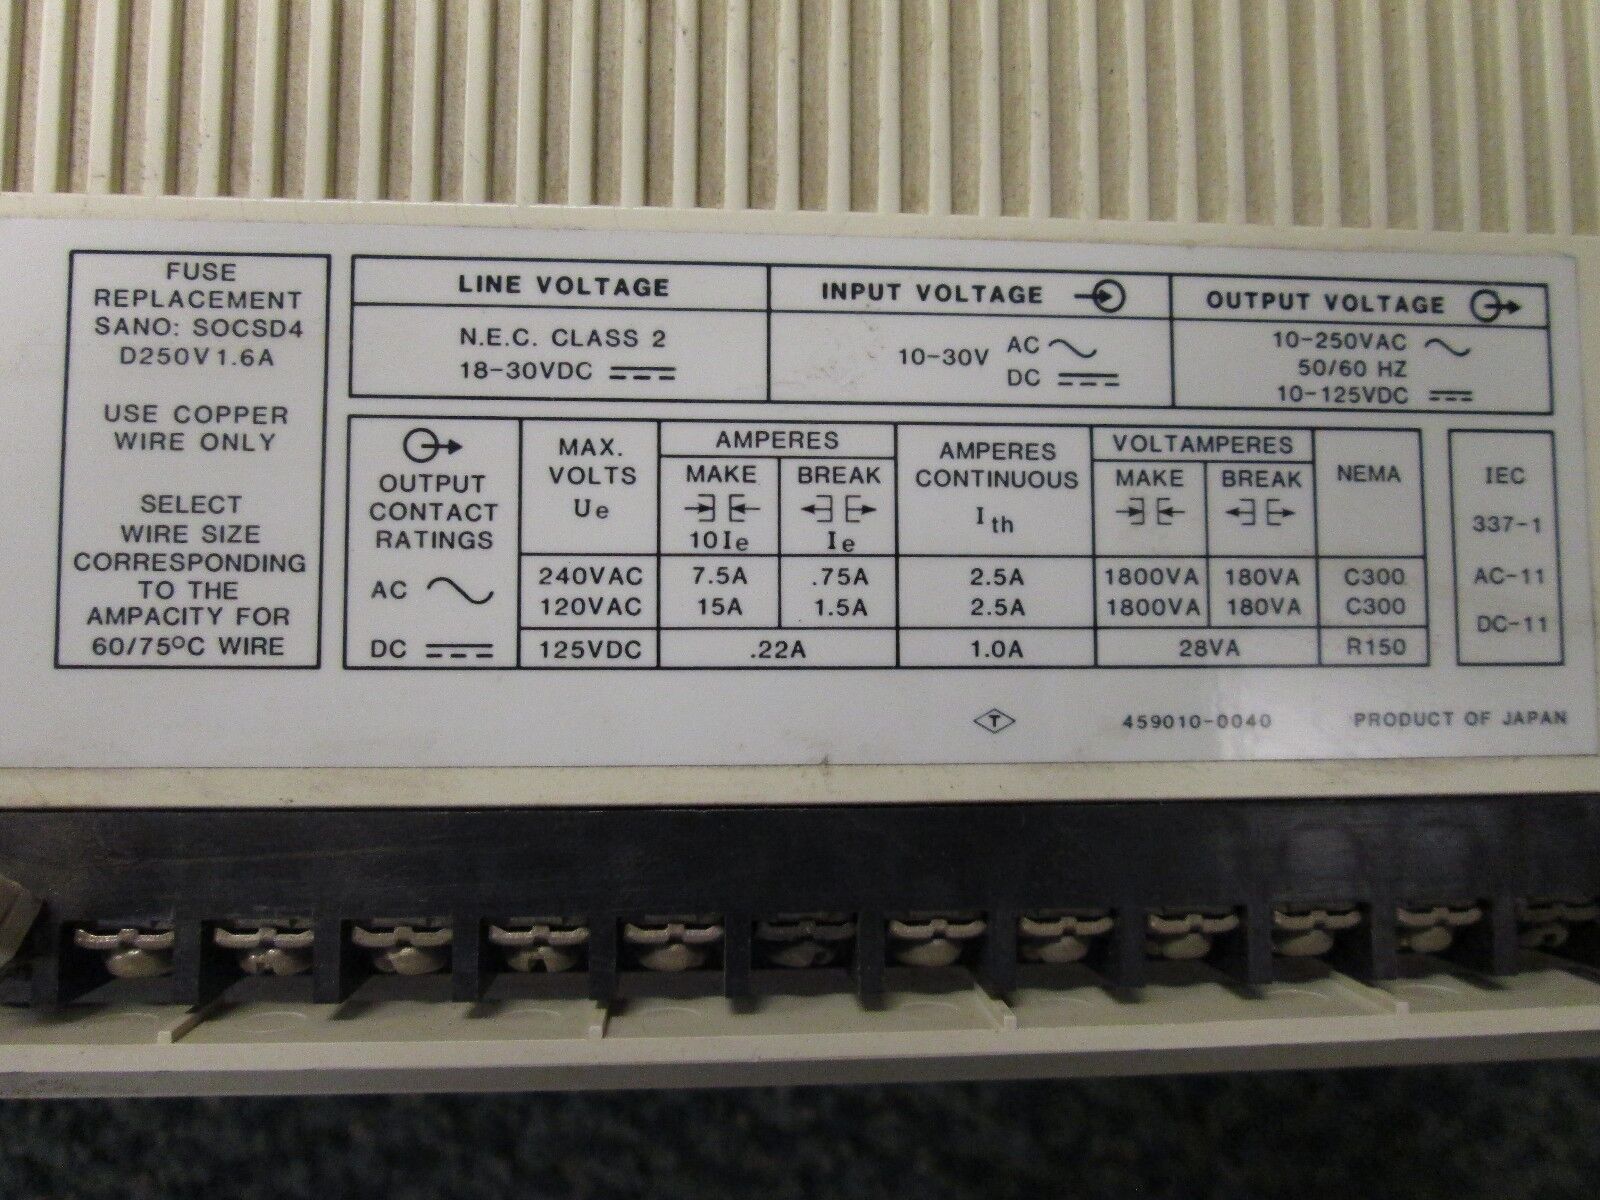 FUSE
REPLACEMENT
SANO: SOCSD4
D250V1.6A
USE COPPER
WIRE ONLY
SELECT
WIRE SIZE
CORRESPONDING
TO THE
AMPACITY FOR
60/75°C WIRE
LINE VOLTAGE
N.E.C. CLASS 2
18-30VDC
INPUT VOLTAGE
10-30V AC
DC
OUTPUT VOLTAGE
10-250VAC
50/60 HZ
10-125VDC
OUTPUT
CONTACT
RATINGS
MAX.
VOLTS
Ue
AMPERES
MAKE BREAK
10Ie Ie
AMPERES
CONTINUOUS
Ith
VOLTAMPERES
MAKE BREAK
NEMA
AC 240VAC 7.5A .75A 2.5A 1800VA 180VA C300
120VAC 15A 1.5A 2.5A 1800VA 180VA C300
DC 125VDC .22A 1.0A 28VA R150
IEC
337-1
AC-11
DC-11
T 459010-0040 PRODUCT OF JAPAN